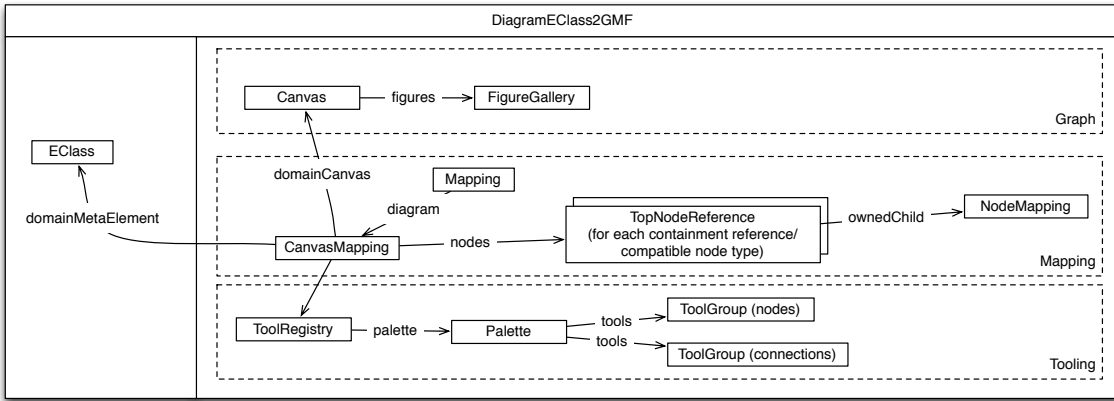 DiagramEClass2GMF
Canvas
figures
FigureGallery
Graph
EClass
domainMetaElement
domainCanvas
Mapping
diagram
CanvasMapping
nodes
TopNodeReference
(for each containment reference/
compatible node type)
ownedChild
NodeMapping
Mapping
ToolRegistry
palette
Palette
tools
ToolGroup (nodes)
tools
ToolGroup (connections)
Tooling